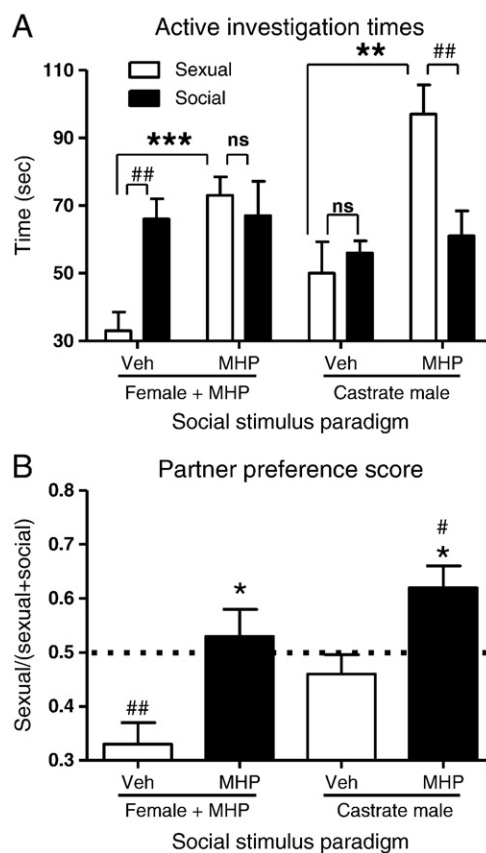 A
Active investigation times
Sexual
Social
**
##
***
ns
##
ns
110
90
70
50
30
Time (sec)
Veh
MHP
Veh
MHP
Female + MHP
Castrate male
Social stimulus paradigm
B
Partner preference score
0.8
0.7
0.6
0.5
0.4
0.3
Sexual/(sexual+social)
#
*
*
##
Veh
MHP
Veh
MHP
Female + MHP
Castrate male
Social stimulus paradigm